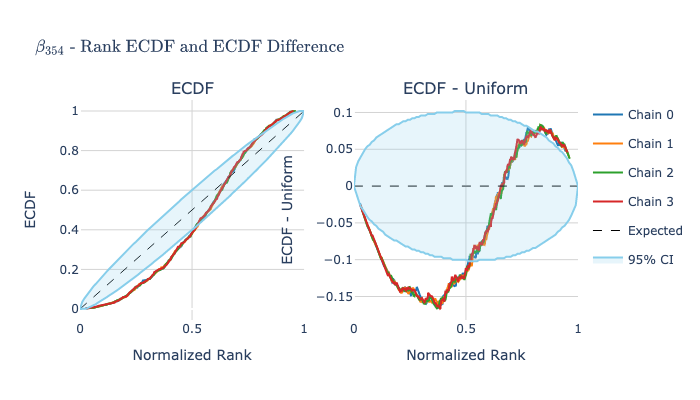 β354 - Rank ECDF and ECDF Difference
ECDF
ECDF - Uniform
1
0.8
0.6
0.4
0.2
0
ECDF
0
0.5
1
Normalized Rank
0.1
0.05
0
−0.05
−0.1
−0.15
ECDF - Uniform
0
0.5
1
Normalized Rank
Chain 0
Chain 1
Chain 2
Chain 3
Expected
95% CI